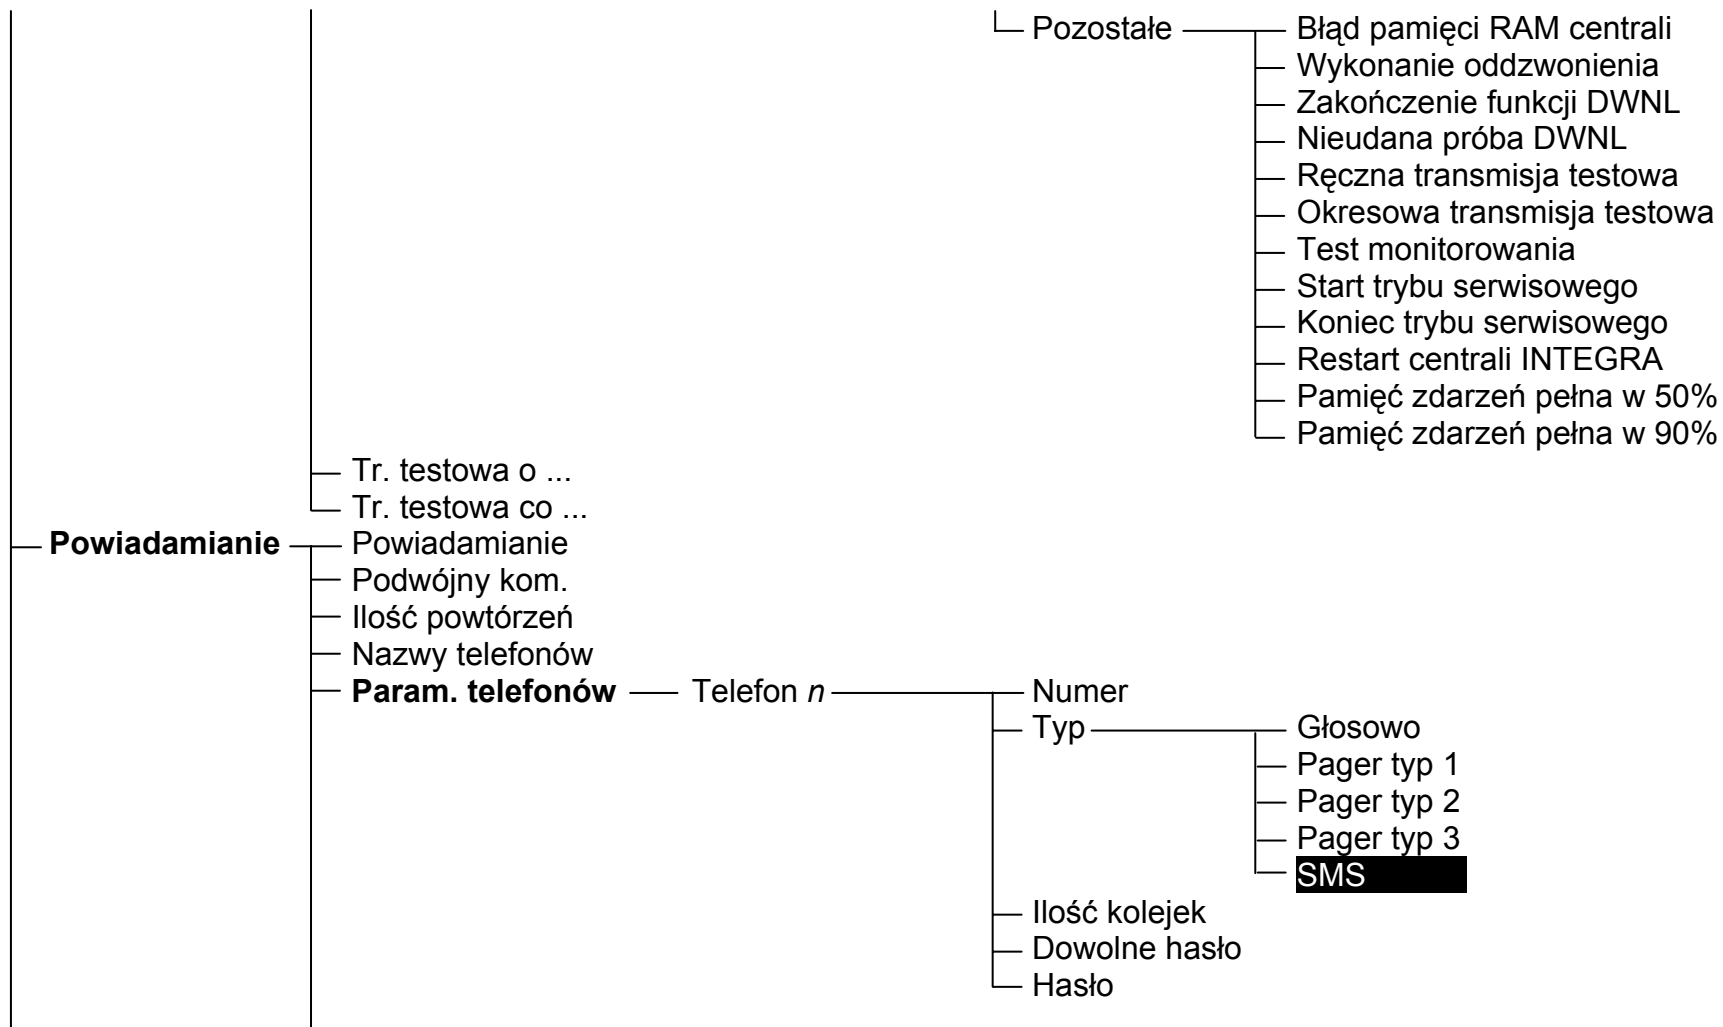 Pozostałe Błąd pamięci RAM centrali
Wykonanie oddzwonienia
Zakończenie funkcji DWNL
Nieudana próba DWNL
Ręczna transmisja testowa
Okresowa transmisja testowa
Test monitorowania
Start trybu serwisowego
Koniec trybu serwisowego
Restart centrali INTEGRA
Pamięć zdarzeń pełna w 50%
Pamięć zdarzeń pełna w 90%
Tr. testowa o ...
Tr. testowa co ...
Powiadamianie Powiadamianie
Podwójny kom.
Ilość powtórzeń
Nazwy telefonów
Param. telefonów Telefon n Numer
Typ Głosowo
Pager typ 1
Pager typ 2
Pager typ 3
SMS
Ilość kolejek
Dowolne hasło
Hasło